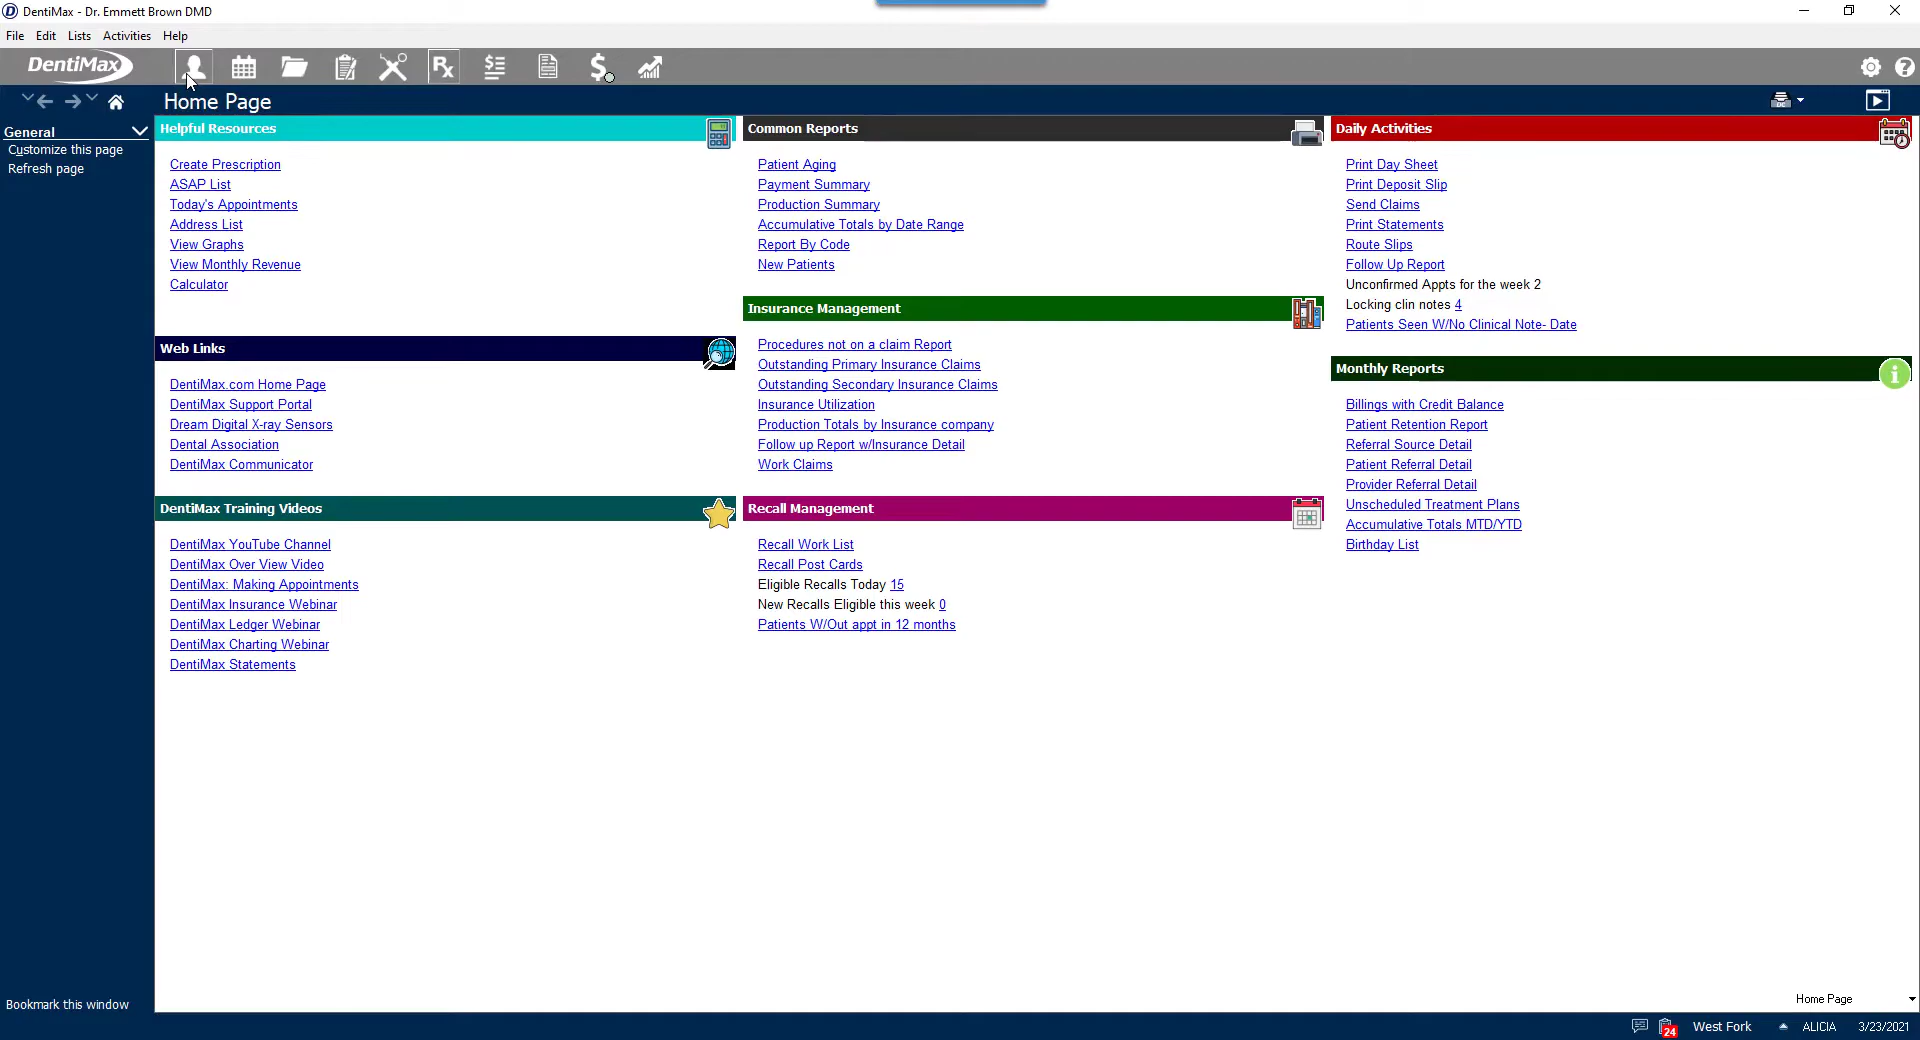 DentiMax - Dr. Emmett Brown DMD
File Edit Lists Activities Help
DentiMax
Rx
Home Page
General
Customize this page
Refresh page
Helpful Resources
Create Prescription
ASAP List
Today's Appointments
Address List
View Graphs
View Monthly Revenue
Calculator
Web Links
DentiMax.com Home Page
DentiMax Support Portal
Dream Digital X-ray Sensors
Dental Association
DentiMax Communicator
DentiMax Training Videos
DentiMax YouTube Channel
DentiMax Over View Video
DentiMax: Making Appointments
DentiMax Insurance Webinar
DentiMax Ledger Webinar
DentiMax Charting Webinar
DentiMax Statements
Common Reports
Patient Aging
Payment Summary
Production Summary
Accumulative Totals by Date Range
Report By Code
New Patients
Insurance Management
Procedures not on a claim Report
Outstanding Primary Insurance Claims
Outstanding Secondary Insurance Claims
Insurance Utilization
Production Totals by Insurance company
Follow up Report w/Insurance Detail
Work Claims
Recall Management
Recall Work List
Recall Post Cards
Eligible Recalls Today 15
New Recalls Eligible this week 0
Patients W/Out appt in 12 months
Daily Activities
Print Day Sheet
Print Deposit Slip
Send Claims
Print Statements
Route Slips
Follow Up Report
Unconfirmed Appts for the week 2
Locking clin notes 4
Patients Seen W/No Clinical Note- Date
Monthly Reports
Billings with Credit Balance
Patient Retention Report
Referral Source Detail
Patient Referral Detail
Provider Referral Detail
Unscheduled Treatment Plans
Accumulative Totals MTD/YTD
Birthday List
Bookmark this window
Home Page
24 West Fork ALICIA 3/23/2021